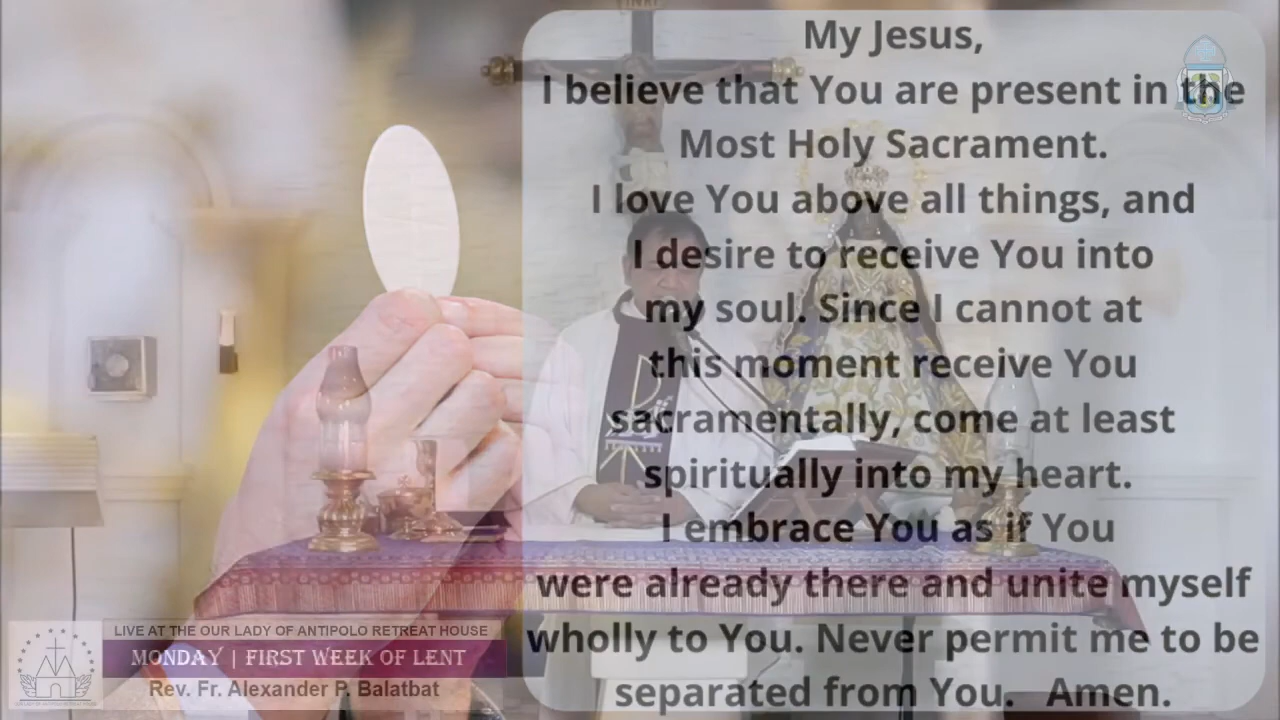 My Jesus,
I believe that You are present in the
Most Holy Sacrament.
I love You above all things, and
I desire to receive You into
my soul. Since I cannot at
this moment receive You
sacramentally, come at least
spiritually into my heart.
I embrace You as if You
were already there and unite myself
wholly to You. Never permit me to be
separated from You. Amen.
LIVE AT THE OUR LADY OF ANTIPOLO RETREAT HOUSE
MONDAY | FIRST WEEK OF LENT
Rev. Fr. Alexander P. Balatbat